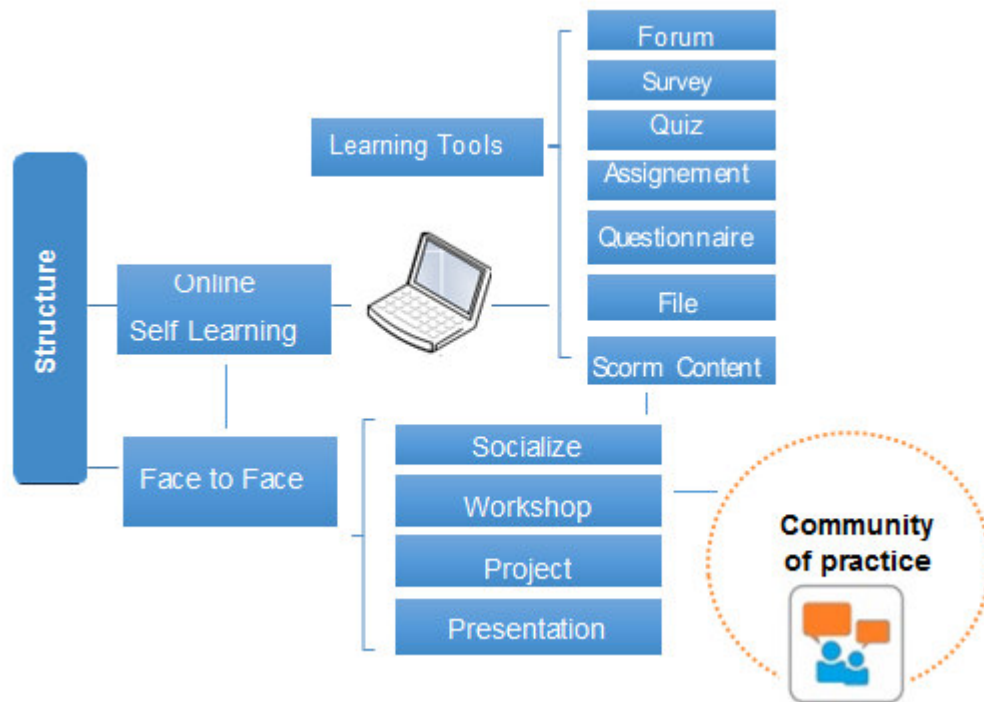 Structure
Online
Self Learning
Face to Face
Learning Tools
Forum
Survey
Quiz
Assignement
Questionnaire
File
Scorm Content
Socialize
Workshop
Project
Presentation
Community
of practice